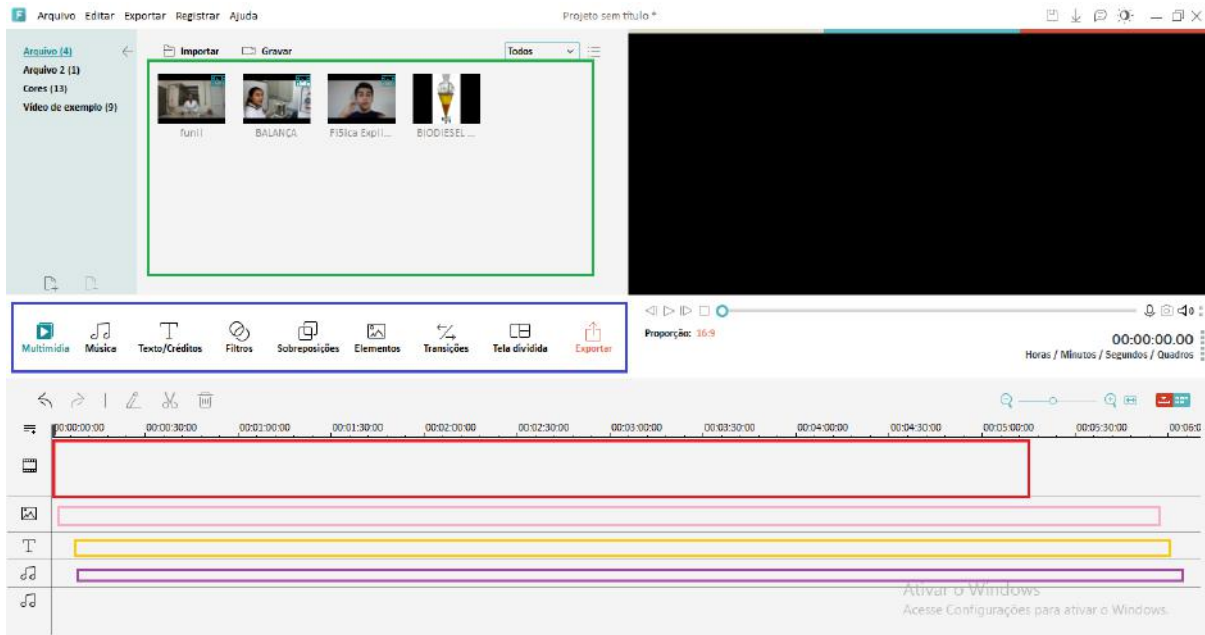 Arquivo Editar Exportar Registrar Ajuda
Projeto sem título *
Arquivo (4)
Arquivo 2 (1)
Cores (13)
Vídeo de exemplo (9)
Importar
Gravar
Todos
funil
BALANÇA
FiSica Expli...
BIODIESEL ...
Multimídia
Música
Texto/Créditos
Filtros
Sobreposições
Elementos
Transições
Tela dividida
Exportar
Proporção: 16:9
00:00:00.00
Horas / Minutos / Segundos / Quadros
00:00:00:00 00:00:30:00 00:01:00:00 00:01:30:00 00:02:00:00 00:02:30:00 00:03:00:00 00:03:30:00 00:04:00:00 00:04:30:00 00:05:00:00 00:05:30:00 00:06:0
T
Ativar o Windows
Acesse Configurações para ativar o Windows.